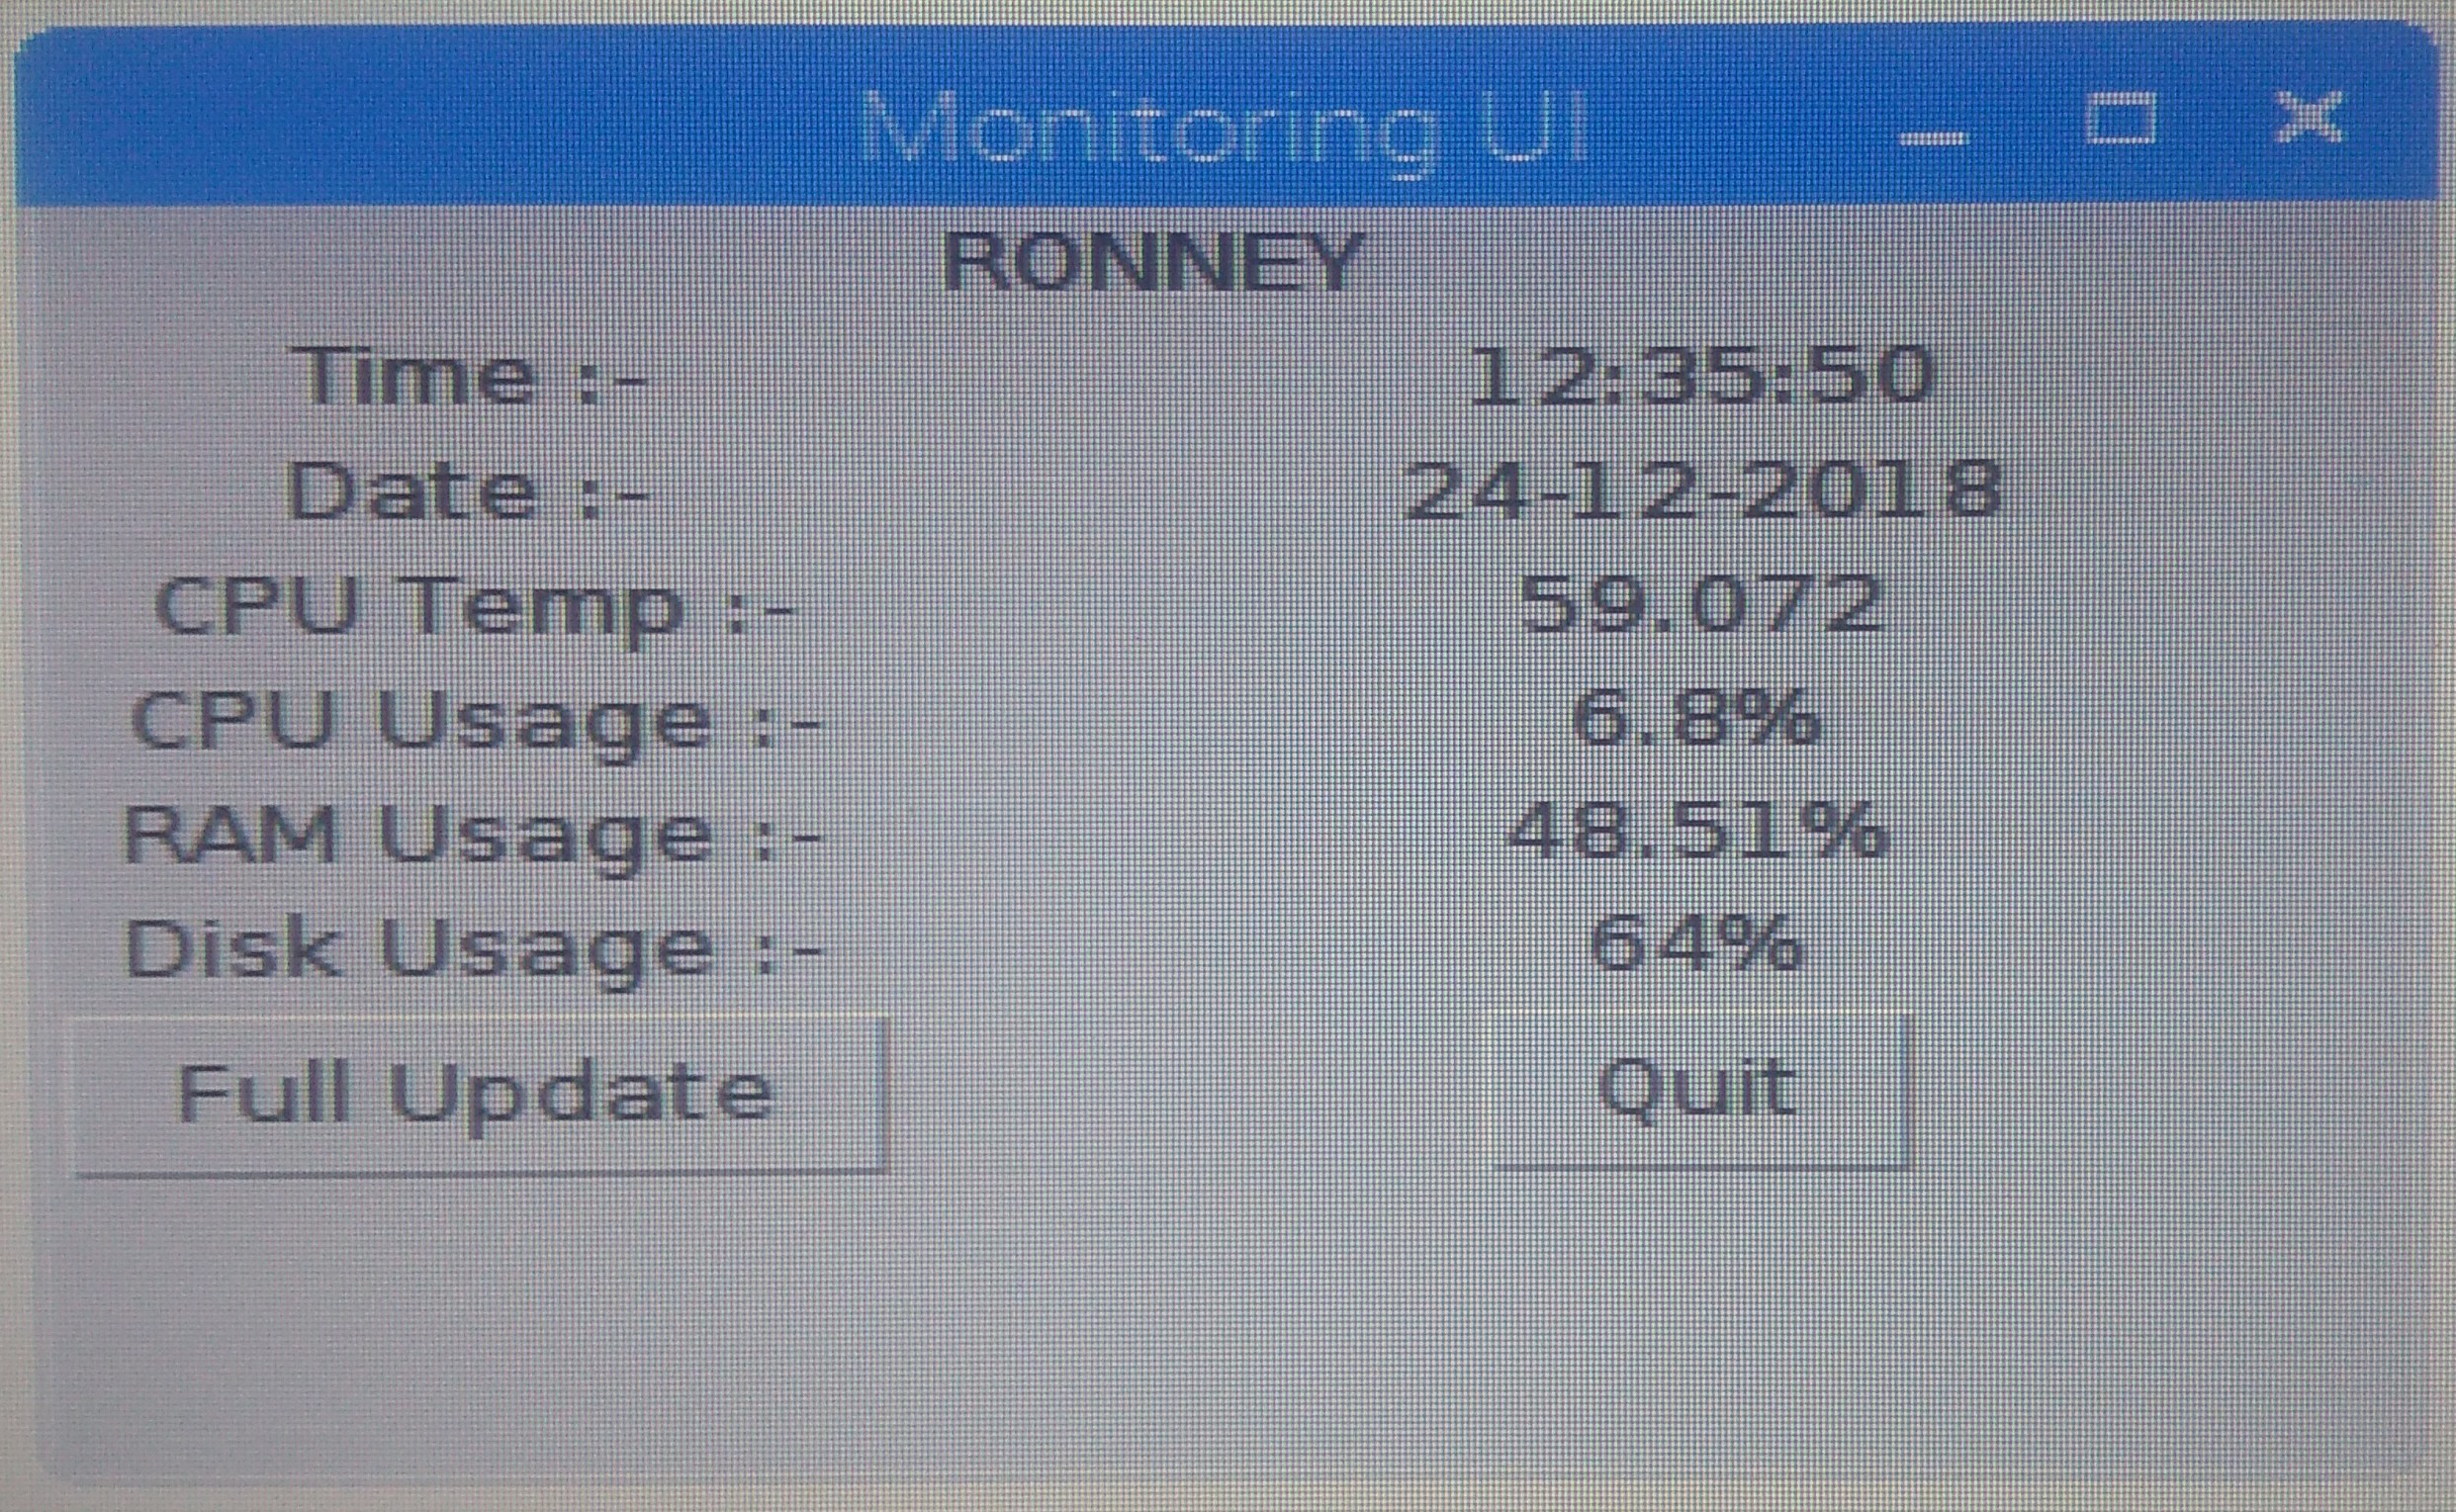 Monitoring UI
RONNEY
Time :- 12:35:50
Date :- 24-12-2018
CPU Temp :- 59.072
CPU Usage :- 6.8%
RAM Usage :- 48.51%
Disk Usage :- 64%
Full Update Quit